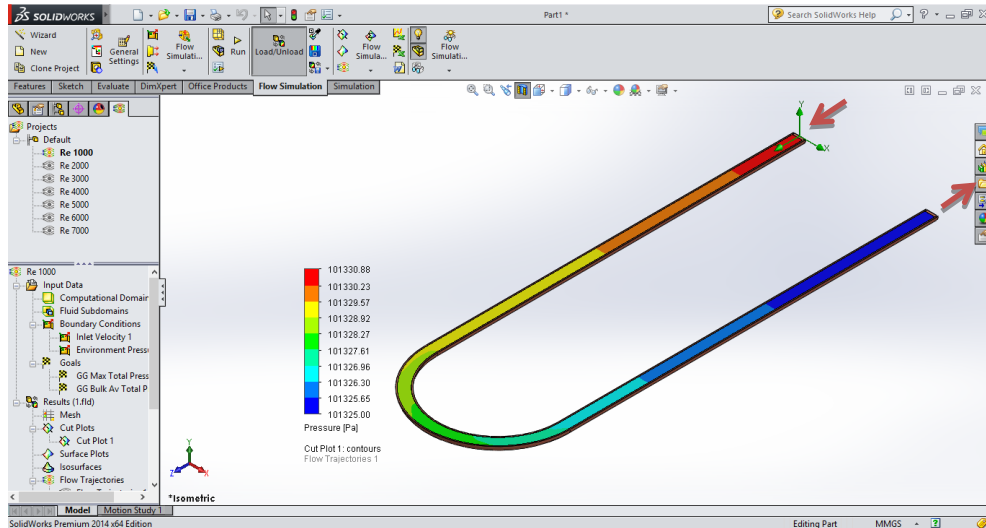 SOLIDWORKS
Part1 *
Search SolidWorks Help
Wizard
New
Clone Project
General Settings
Flow Simulati...
Run
Load/Unload
Flow Simula...
Flow Simulati...
Features Sketch Evaluate DimXpert Office Products Flow Simulation Simulation
Projects
Default
Re 1000
Re 2000
Re 3000
Re 4000
Re 5000
Re 6000
Re 7000
Re 1000
Input Data
Computational Domair
Fluid Subdomains
Boundary Conditions
Inlet Velocity 1
Environment Press
Goals
GG Max Total Press
GG Bulk Av Total P
Results (1.fld)
Mesh
Cut Plots
Cut Plot 1
Surface Plots
Isosurfaces
Flow Trajectories
Y
X
101330.88
101330.23
101329.57
101328.92
101328.27
101327.61
101326.96
101326.30
101325.65
101325.00
Pressure [Pa]
Cut Plot 1: contours
Flow Trajectories 1
Y
Z
X
*Isometric
Model Motion Study 1
SolidWorks Premium 2014 x64 Edition
Editing Part
MMGS